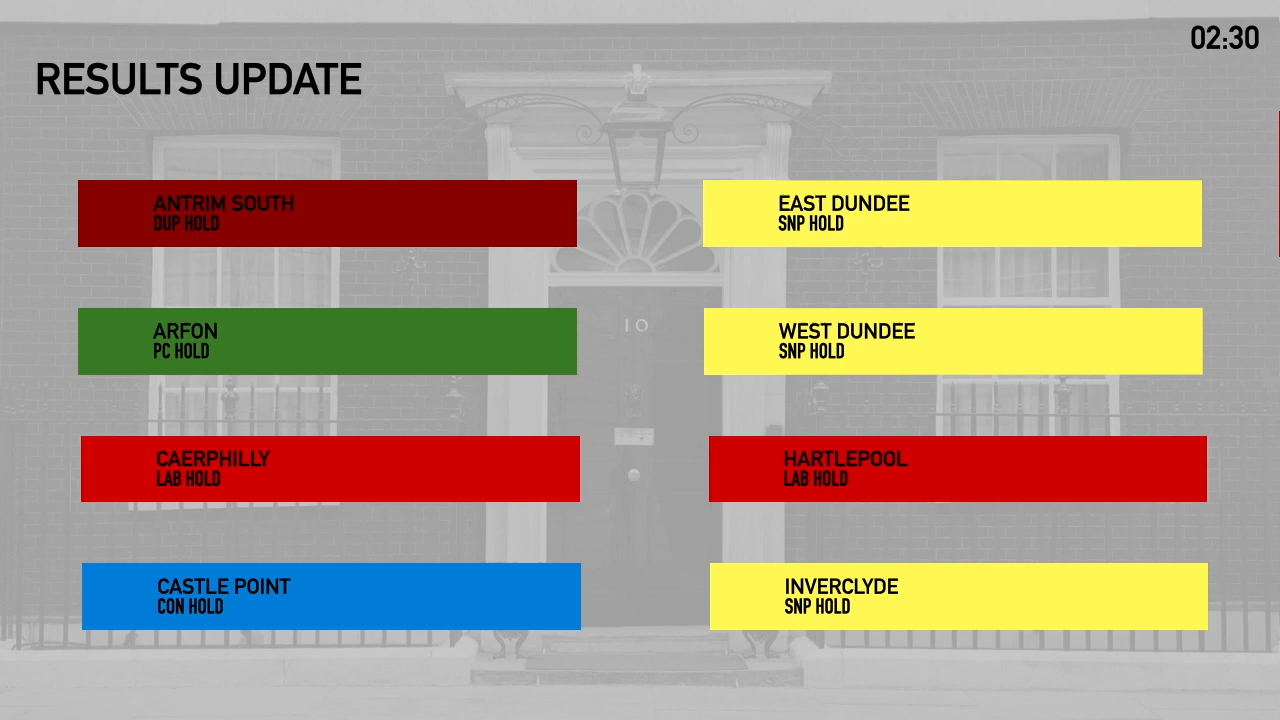 02:30
RESULTS UPDATE
ANTRIM SOUTH
DUP HOLD
EAST DUNDEE
SNP HOLD
ARFON
PC HOLD
WEST DUNDEE
SNP HOLD
CAERPHILLY
LAB HOLD
HARTLEPOOL
LAB HOLD
CASTLE POINT
CON HOLD
INVERCLYDE
SNP HOLD
10